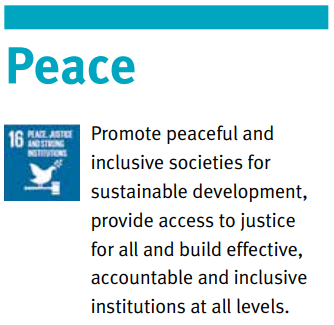 Peace
16 PEACE, JUSTICE
AND STRONG
INSTITUTIONS
Promote peaceful and
inclusive societies for
sustainable development,
provide access to justice
for all and build effective,
accountable and inclusive
institutions at all levels.